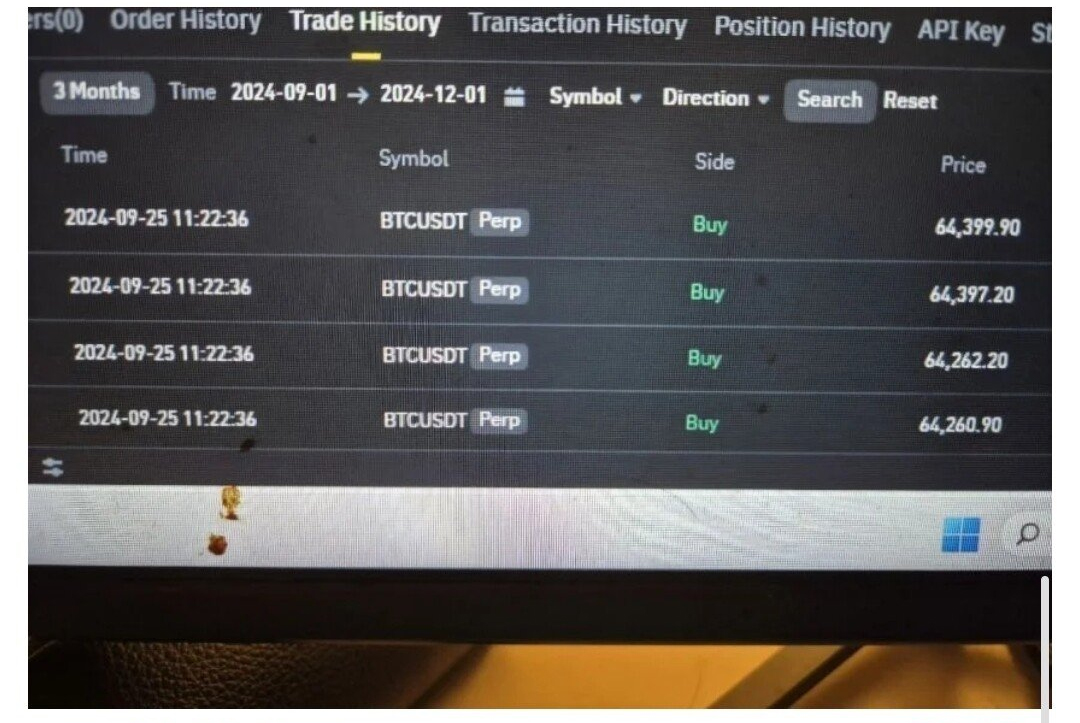 ers(0) Order History Trade History Transaction History Position History API Key St
3 Months Time 2024-09-01 → 2024-12-01 Symbol Direction Search Reset
Time Symbol Side Price
2024-09-25 11:22:36 BTCUSDT Perp Buy 64,399.90
2024-09-25 11:22:36 BTCUSDT Perp Buy 64,397.20
2024-09-25 11:22:36 BTCUSDT Perp Buy 64,262.20
2024-09-25 11:22:36 BTCUSDT Perp Buy 64,260.90